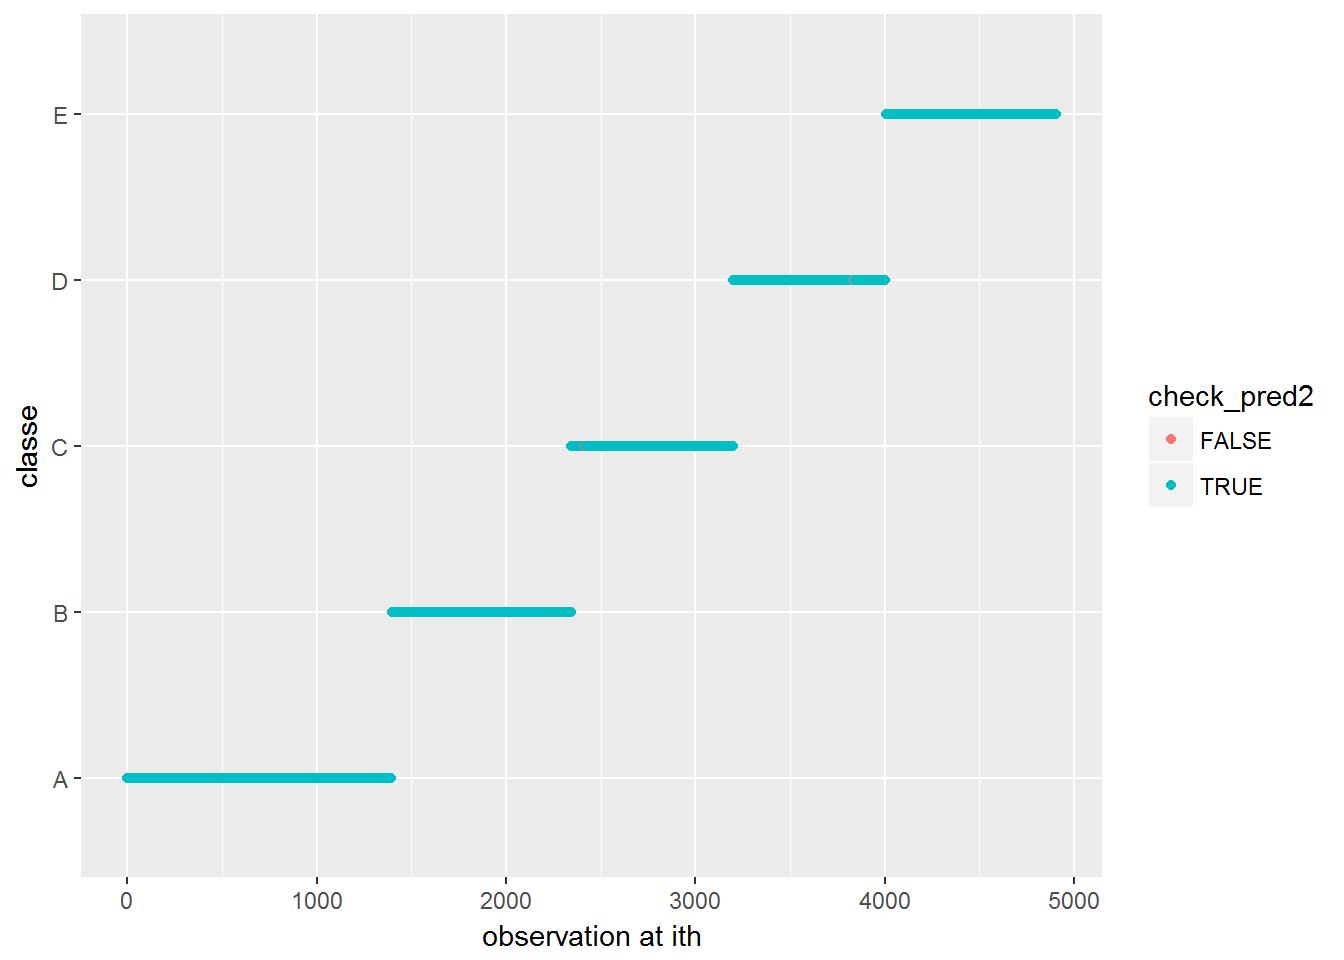 E
D
C
B
A
classe
0 1000 2000 3000 4000 5000
observation at ith
check_pred2
FALSE
TRUE